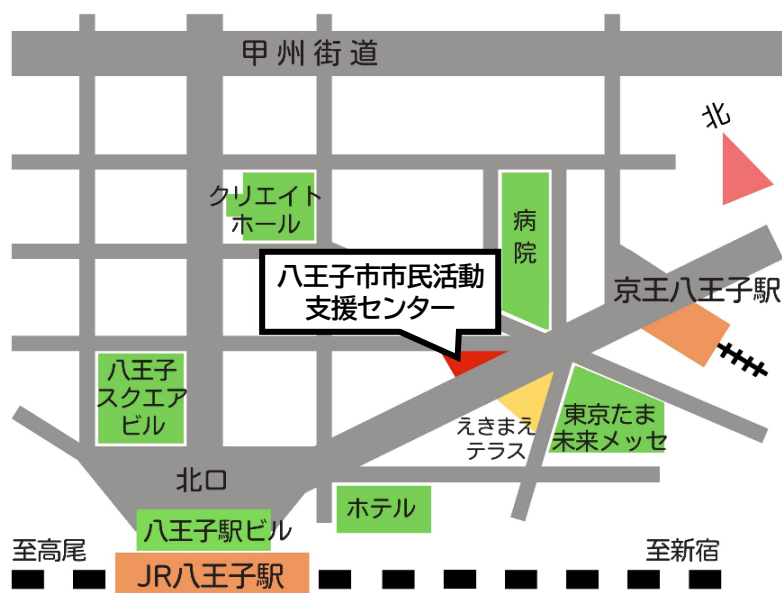 甲州街道
北
クリエイト
ホール
病
院
八王子市市民活動
支援センター
京王八王子駅
八王子
スクエア
ビル
えきまえ
テラス
東京たま
未来メッセ
北口
ホテル
八王子駅ビル
至高尾
至新宿
JR八王子駅